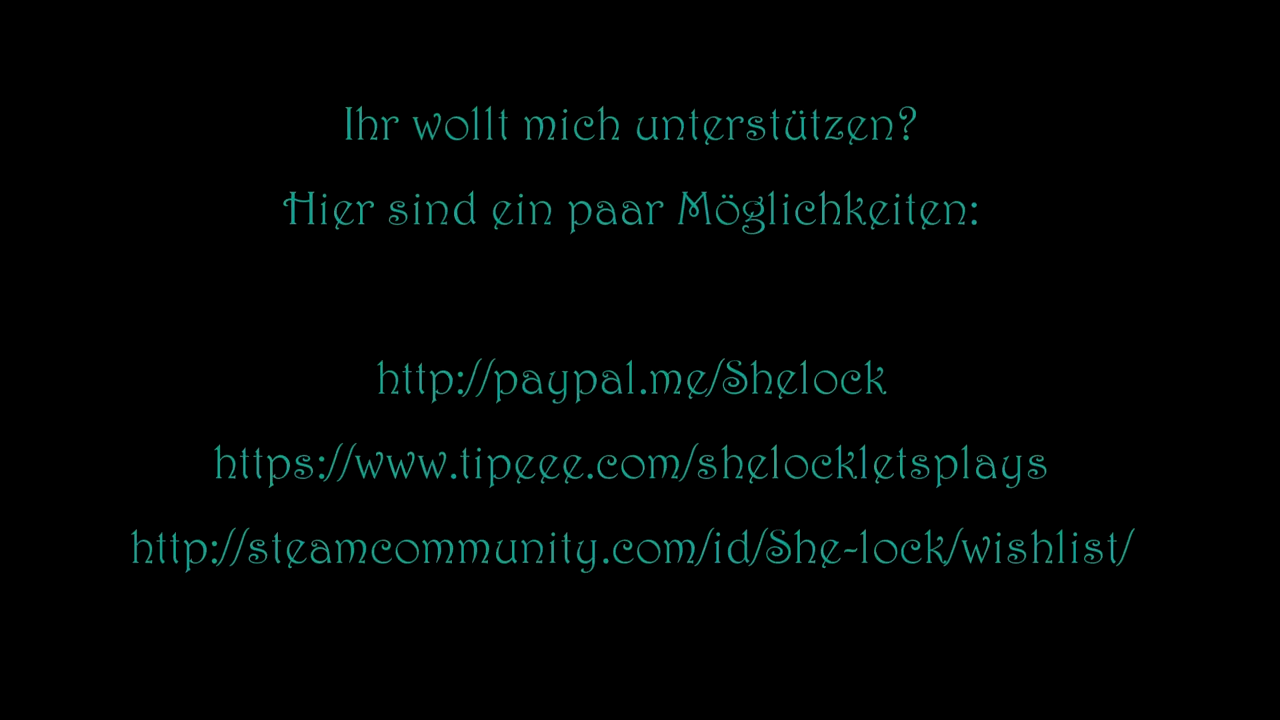 Ihr wollt mich unterstützen?
Hier sind ein paar Möglichkeiten:
http://paypal.me/Shelock
https://www.tipeee.com/shelockletsplays
http://steamcommunity.com/id/She-lock/wishlist/